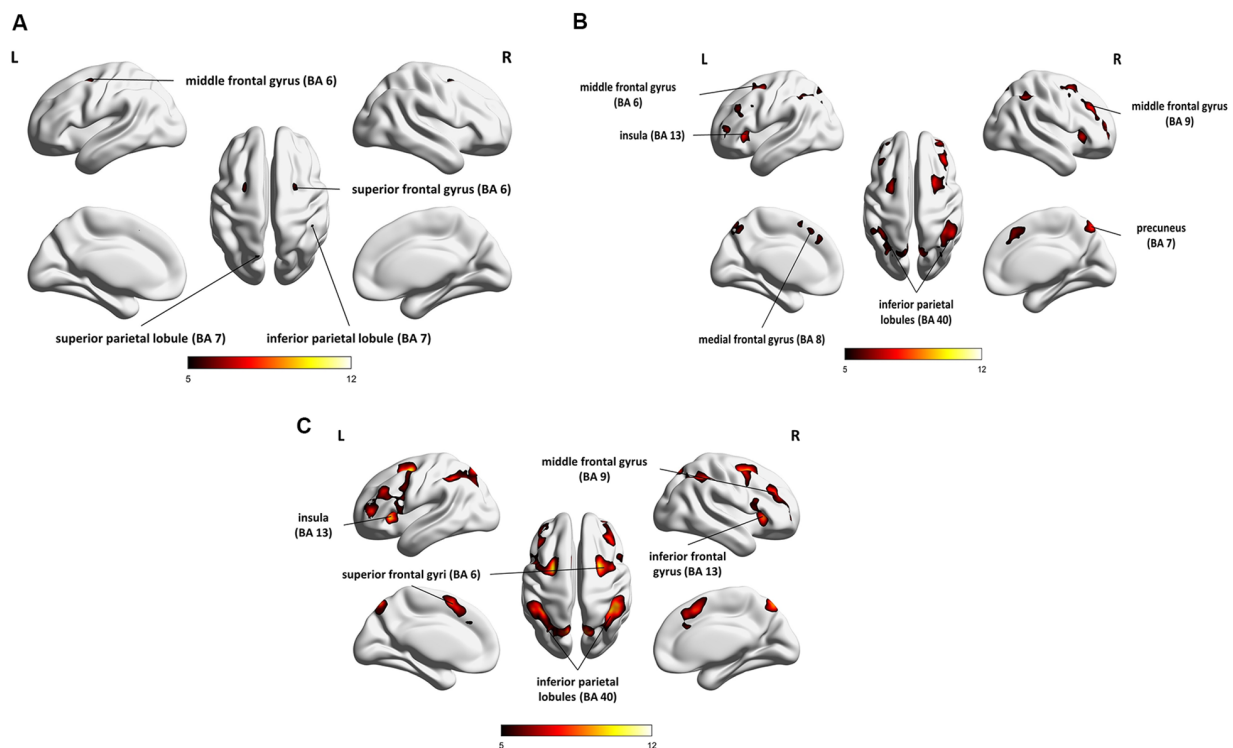 A
L
R
middle frontal gyrus (BA 6)
superior frontal gyrus (BA 6)
superior parietal lobule (BA 7)
inferior parietal lobule (BA 7)
5
12
B
L
R
middle frontal gyrus
(BA 6)
insula (BA 13)
middle frontal gyrus
(BA 9)
precuneus
(BA 7)
inferior parietal
lobules (BA 40)
medial frontal gyrus (BA 8)
5
12
C
L
R
middle frontal gyrus
(BA 9)
insula
(BA 13)
inferior frontal
gyrus (BA 13)
superior frontal gyri (BA 6)
inferior parietal
lobules (BA 40)
5
12